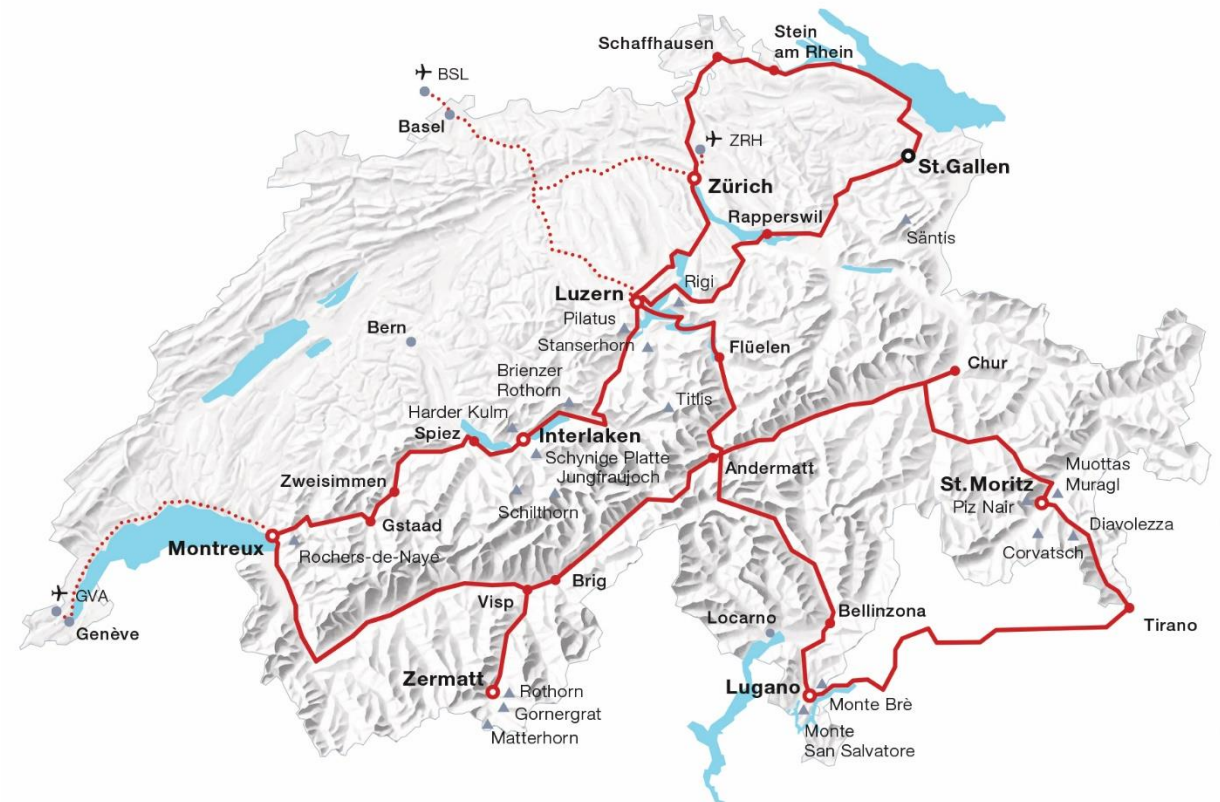 Schaffhausen
Stein
am Rhein
BSL
Basel
ZRH
Zürich
St.Gallen
Rapperswil
Säntis
Rigi
Luzern
Pilatus
Bern
Stanserhorn
Flüelen
Chur
Brienzer
Rothorn
Titlis
Harder Kulm
Spiez
Interlaken
Schynige Platte
Jungfraujoch
Andermatt
Muottas
Muragl
Zweisimmen
St.Moritz
Piz Nair
Schilthorn
Gstaad
Diavolezza
Corvatsch
Montreux
Rochers-de-Naye
Brig
Visp
GVA
Genève
Locarno
Bellinzona
Tirano
Zermatt
Rothorn
Lugano
Monte Brè
Gornergrat
Matterhorn
Monte
San Salvatore